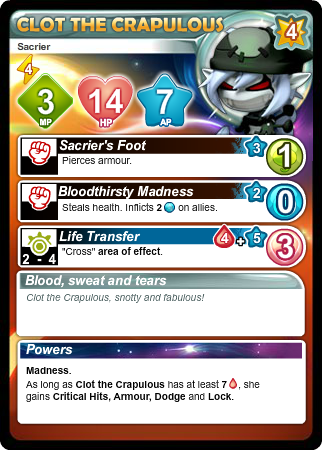 CLOT THE CRAPULOUS
4
Sacrier
4
3
MP
14
HP
7
AP
Sacrier's Foot
3
1
Pierces armour.
Bloodthirsty Madness
2
0
Steals health. Inflicts 2 on allies.
Life Transfer
4 + 5
3
2 - 4
"Cross" area of effect.
Blood, sweat and tears
Clot the Crapulous, snotty and fabulous!
Powers
Madness.
As long as Clot the Crapulous has at least 7, she
gains Critical Hits, Armour, Dodge and Lock.